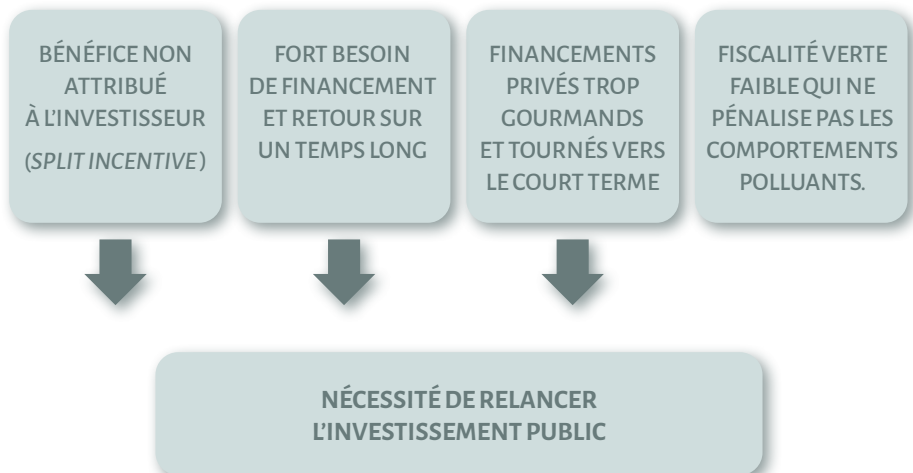 BÉNÉFICE NON
ATTRIBUÉ
À L'INVESTISSEUR
(SPLIT INCENTIVE)
FORT BESOIN
DE FINANCEMENT
ET RETOUR SUR
UN TEMPS LONG
FINANCEMENTS
PRIVÉS TROP
GOURMANDS
ET TOURNÉS VERS
LE COURT TERME
FISCALITÉ VERTE
FAIBLE QUI NE
PÉNALISE PAS LES
COMPORTEMENTS
POLLUANTS.
NÉCESSITÉ DE RELANCER
L'INVESTISSEMENT PUBLIC